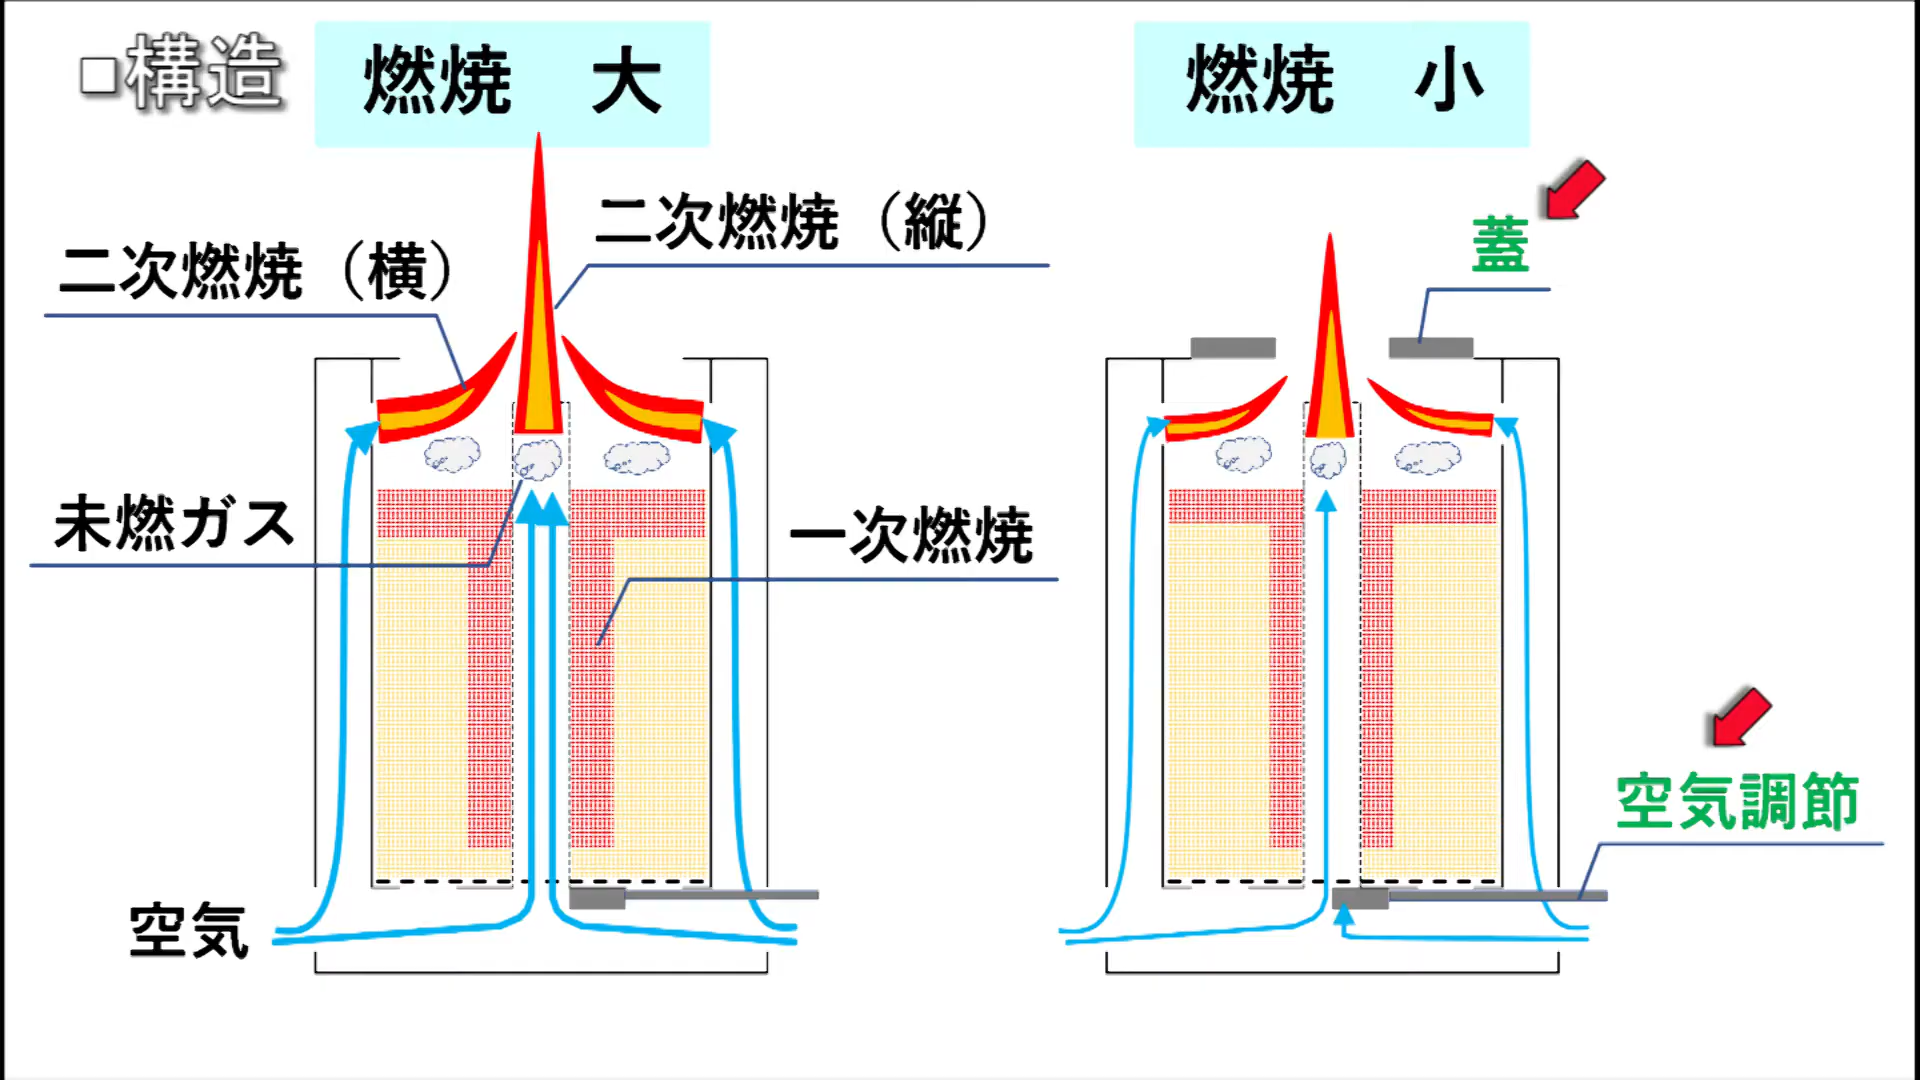 ■構造
燃焼　大
燃焼　小
二次燃焼（縦）
二次燃焼（横）
蓋
未燃ガス
一次燃焼
空気調節
空気